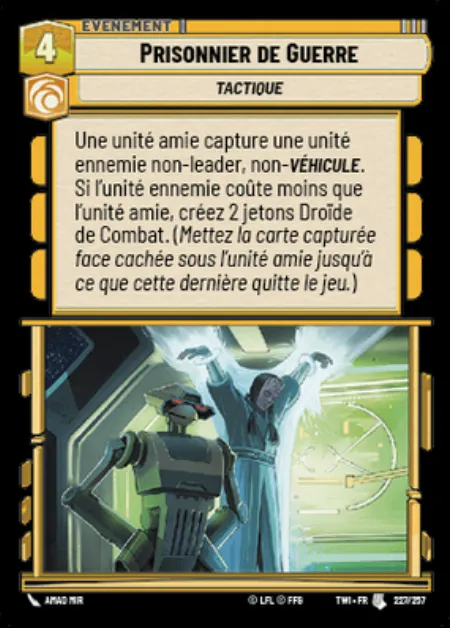 EVENEMENT
4
PRISONNIER DE GUERRE
TACTIQUE
Une unité amie capture une unité
ennemie non-leader, non-VÉHICULE.
Si l'unité ennemie coûte moins que
l'unité amie, créez 2 jetons Droïde
de Combat. (Mettez la carte capturée
face cachée sous l'unité amie jusqu'à
ce que cette dernière quitte le jeu.)
AMAD MIR
© LFL © FFG
TWI • FR
227/257